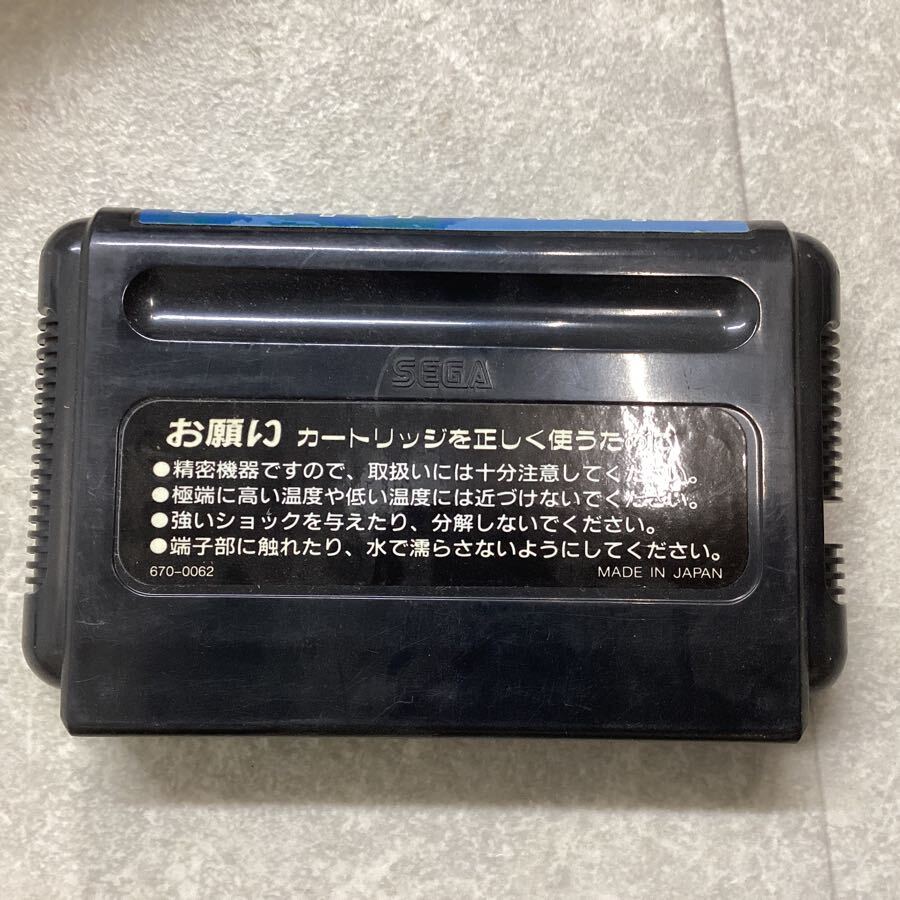 SEGA
お願い カートリッジを正しく使うために
●精密機器ですので、取扱いには十分注意してください。
●極端に高い温度や低い温度には近づけないでください。
●強いショックを与えたり、分解しないでください。
●端子部に触れたり、水で濡らさないようにしてください。
670-0062 MADE IN JAPAN